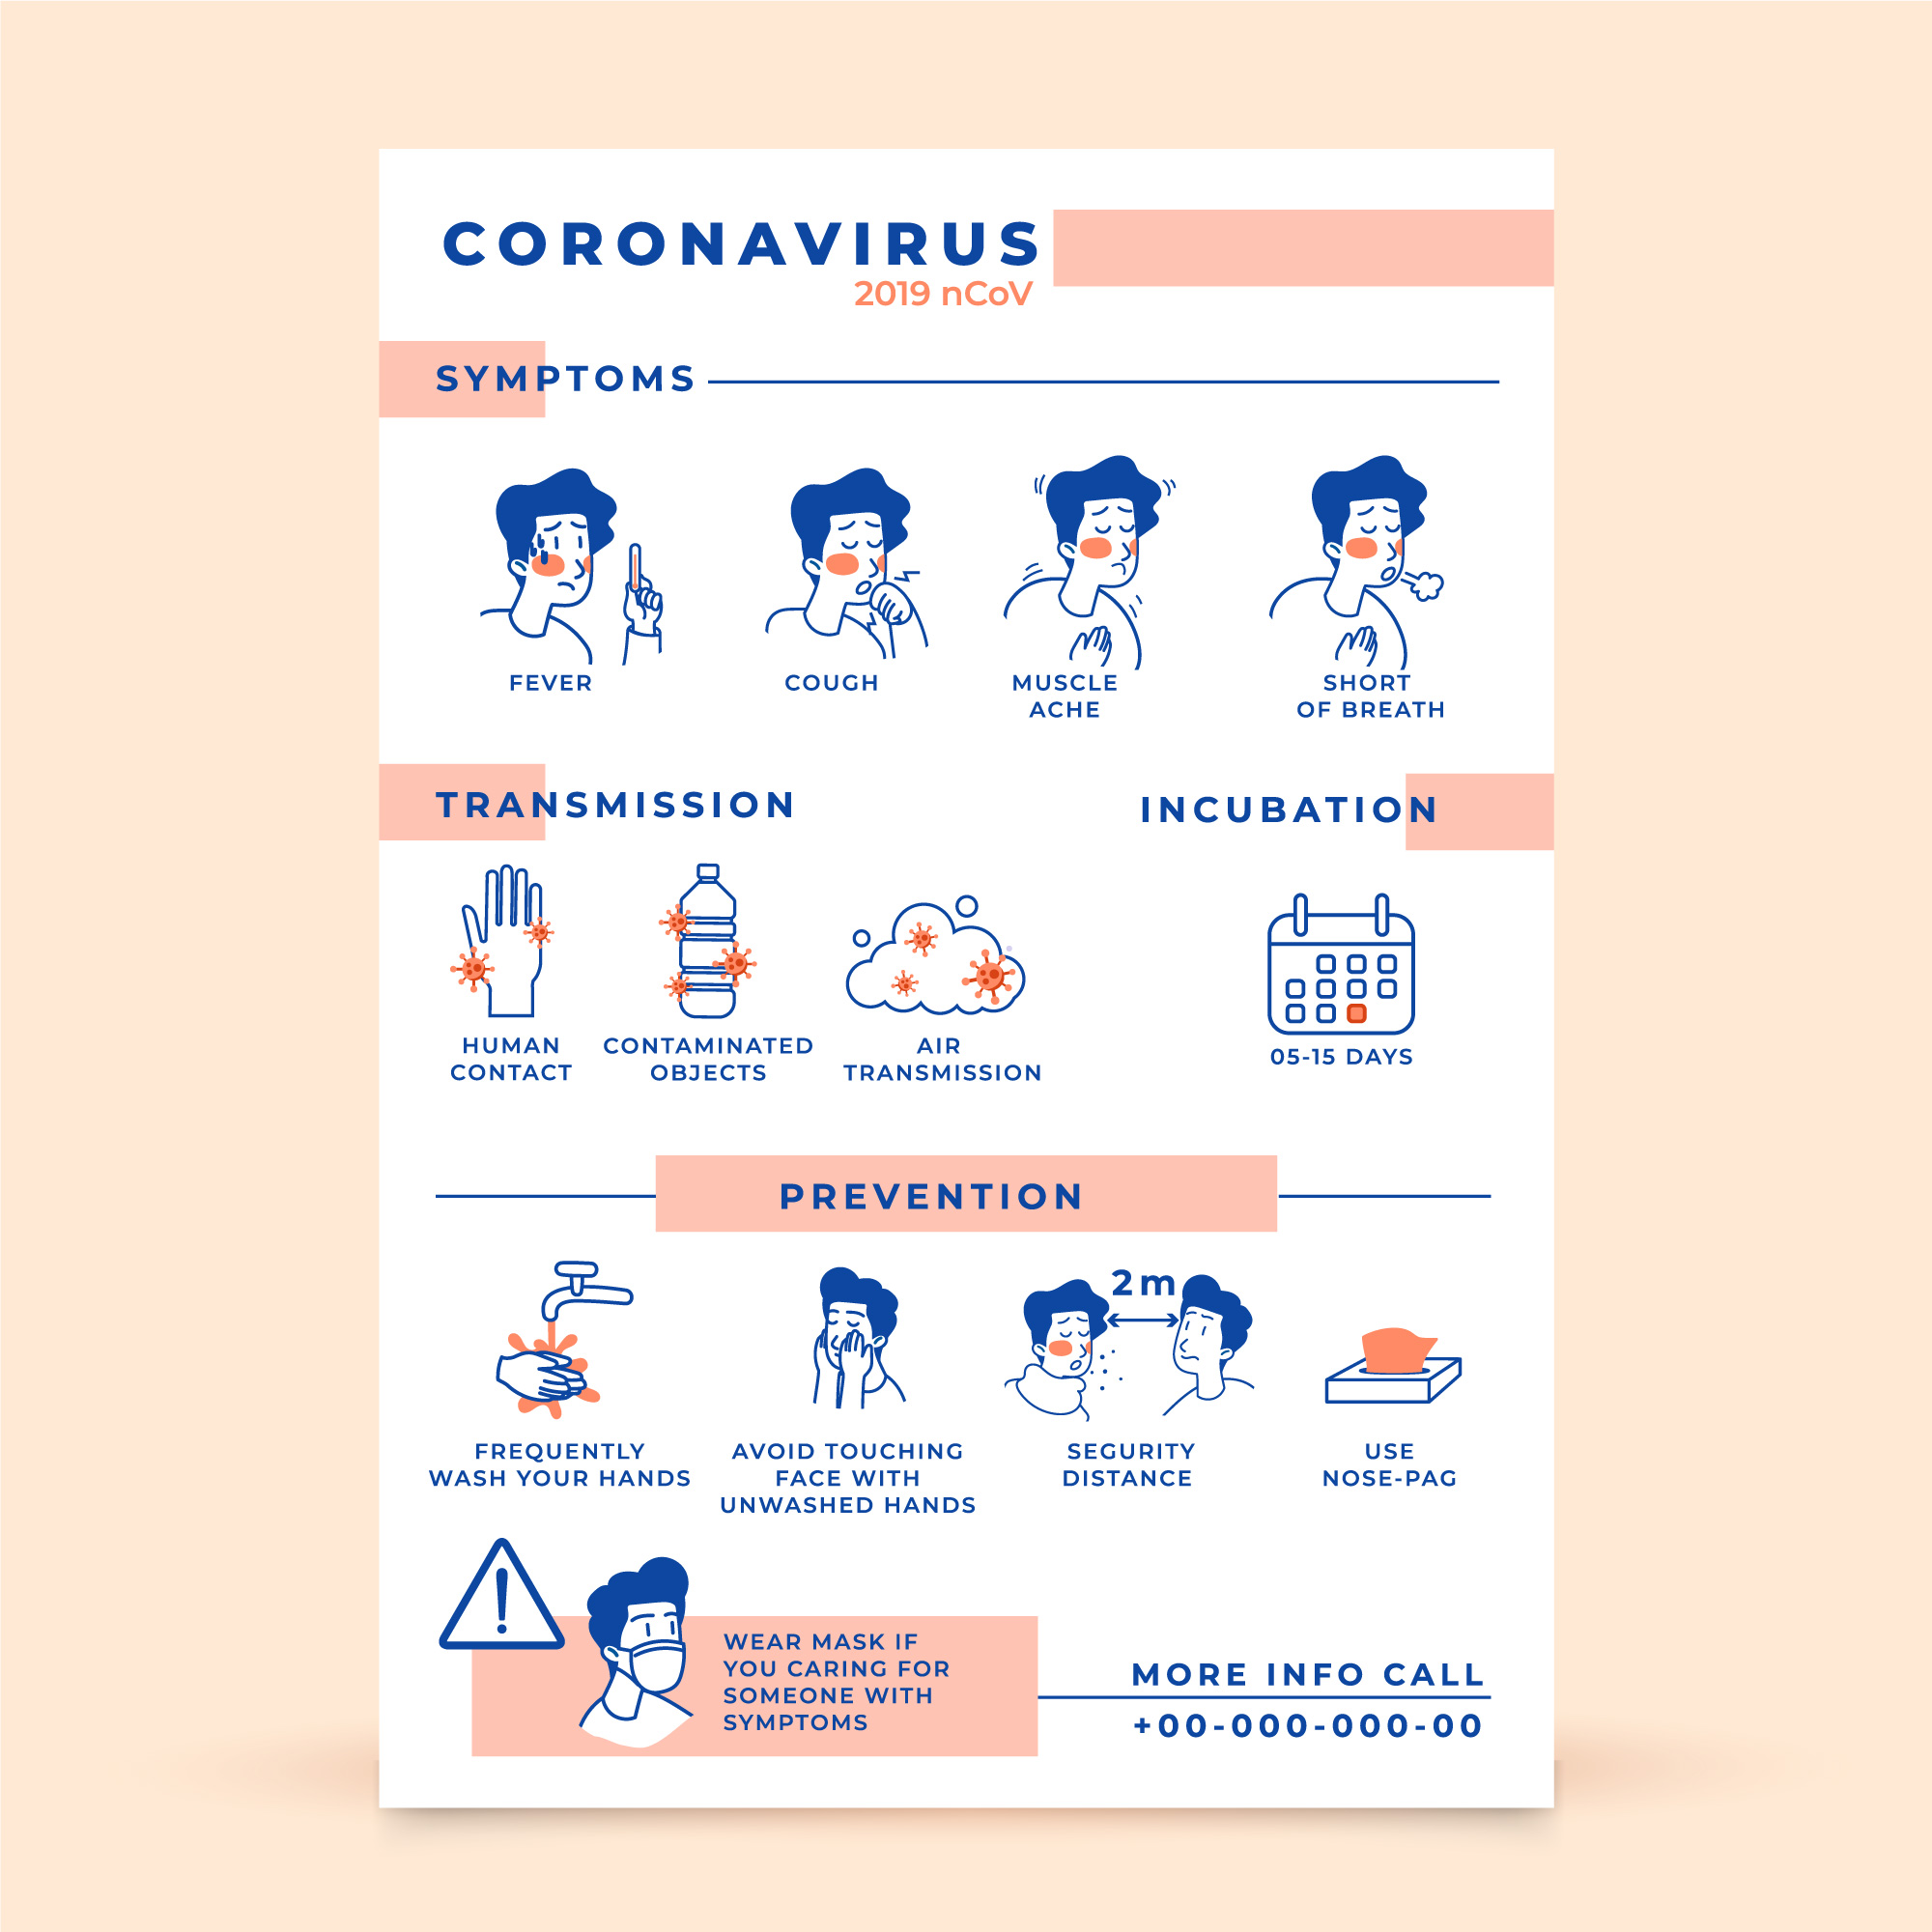 CORONAVIRUS
2019 nCoV
SYMPTOMS
FEVER
COUGH
MUSCLE
ACHE
SHORT
OF BREATH
TRANSMISSION
HUMAN
CONTACT
CONTAMINATED
OBJECTS
AIR
TRANSMISSION
INCUBATION
05-15 DAYS
PREVENTION
FREQUENTLY
WASH YOUR HANDS
AVOID TOUCHING
FACE WITH
UNWASHED HANDS
2m
SEGURITY
DISTANCE
USE
NOSE-PAG
!
WEAR MASK IF
YOU CARING FOR
SOMEONE WITH
SYMPTOMS
MORE INFO CALL
+00-000-000-00